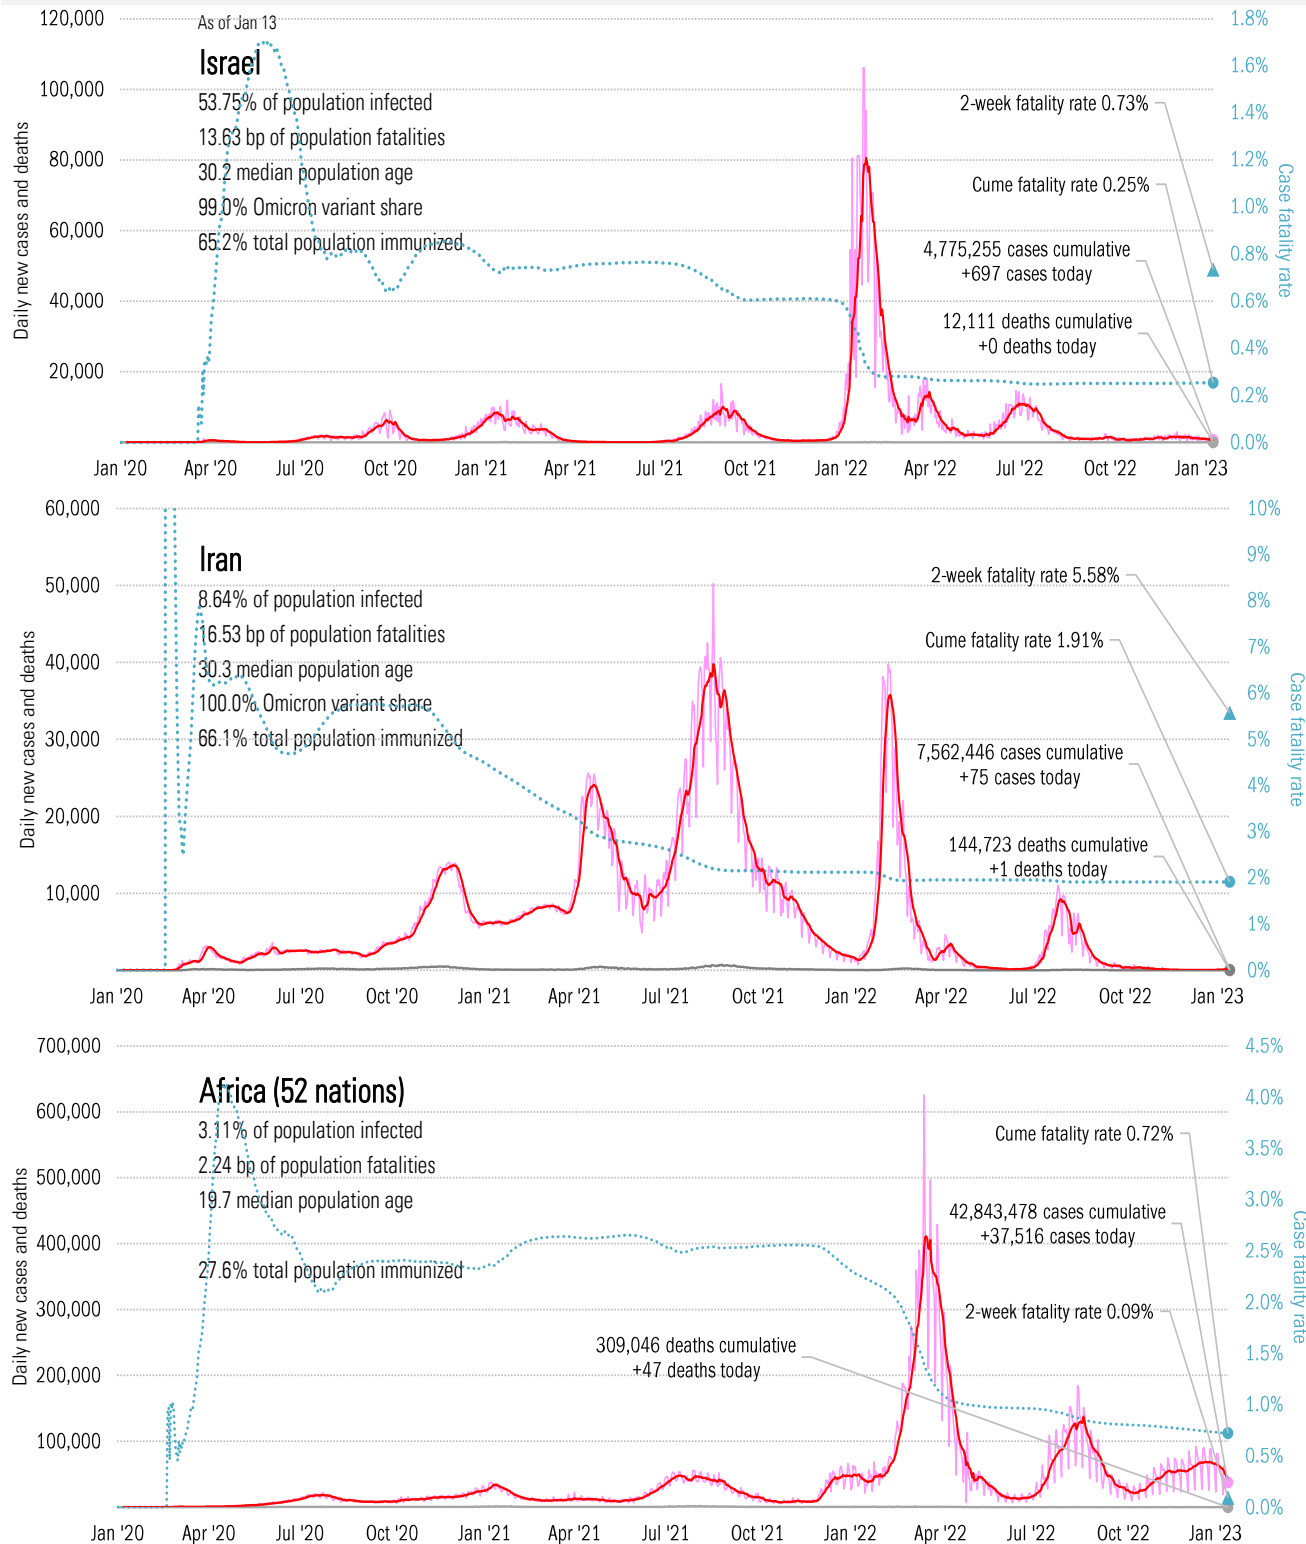 120,000
As of Jan 13
1.8%
Israel
1.6%
100,000
53.75% of population infected
2-week fatality rate 0.73%
1.4%
13.63 bp of population fatalities
80,000
1.2%
30.2 median population age
Cume fatality rate 0.25%
99.0% Omicron variant share
1.0%
60,000
65.2% total population immunized
4,775,255 cases cumulative
+697 cases today
0.8%
40,000
0.6%
12,111 deaths cumulative
+0 deaths today
0.4%
20,000
0.2%
0.0%
Daily new cases and deaths
Case fatality rate
Jan '20 Apr '20 Jul '20 Oct '20 Jan '21 Apr '21 Jul '21 Oct '21 Jan '22 Apr '22 Jul '22 Oct '22 Jan '23
60,000
10%
Iran
9%
50,000
2-week fatality rate 5.58%
8.64% of population infected
8%
16.53 bp of population fatalities
Cume fatality rate 1.91%
7%
40,000
30.3 median population age
6%
100.0% Omicron variant share
66.1% total population immunized
30,000
5%
7,562,446 cases cumulative
+75 cases today
4%
20,000
3%
144,723 deaths cumulative
+1 deaths today
2%
10,000
1%
0%
Daily new cases and deaths
Case fatality rate
Jan '20 Apr '20 Jul '20 Oct '20 Jan '21 Apr '21 Jul '21 Oct '21 Jan '22 Apr '22 Jul '22 Oct '22 Jan '23
700,000
4.5%
Africa (52 nations)
4.0%
600,000
3.11% of population infected
Cume fatality rate 0.72%
3.5%
2.24 bp of population fatalities
500,000
19.7 median population age
3.0%
42,843,478 cases cumulative
+37,516 cases today
400,000
2.5%
27.6% total population immunized
2.0%
300,000
2-week fatality rate 0.09%
309,046 deaths cumulative
+47 deaths today
1.5%
200,000
1.0%
100,000
0.5%
0.0%
Daily new cases and deaths
Case fatality rate
Jan '20 Apr '20 Jul '20 Oct '20 Jan '21 Apr '21 Jul '21 Oct '21 Jan '22 Apr '22 Jul '22 Oct '22 Jan '23